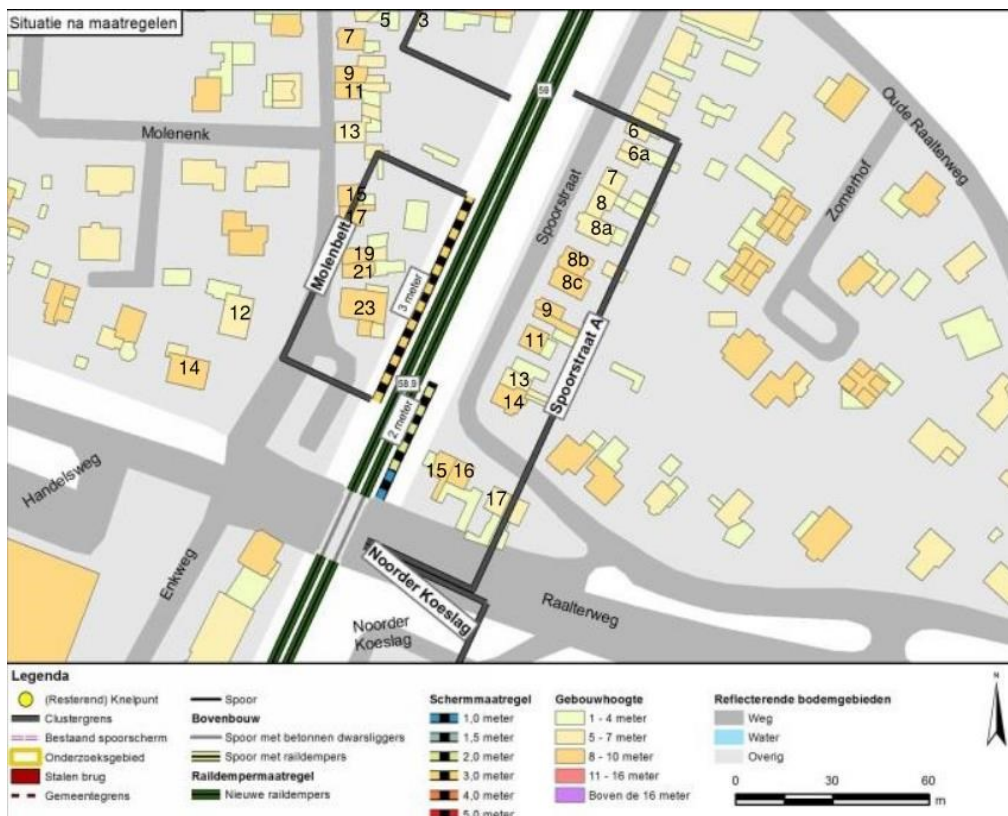 Situatie na maatregelen
5
3
7
9
11
13
Molenenk
59
6
6a
7
8
8a
8b
8c
9
11
13
14
Spoorstraat
Oude Raalterweg
Zomerhof
15
17
19
21
23
Molenbelt
3 meter
12
14
58.9
2 meter
Spoorstraat A
15 16
17
Handelsweg
Enkweg
Noorder Koeslag
Noorder
Koeslag
Raalterweg
Legenda
(Resterend) Knelpunt
Clustergrens
Bestaand spoorscherm
Onderzoeksgebied
Stalen brug
Gemeentegrens
Spoor
Bovenbouw
Spoor met betonnen dwarsliggers
Spoor met raildempers
Raildempermaatregel
Nieuwe raildempers
Schermmaatregel
1,0 meter
1,5 meter
2,0 meter
3,0 meter
4,0 meter
5,0 meter
Gebouwhoogte
1 - 4 meter
5 - 7 meter
8 - 10 meter
11 - 16 meter
Boven de 16 meter
Reflecterende bodemgebieden
Weg
Water
Overig
N
0 30 60
m